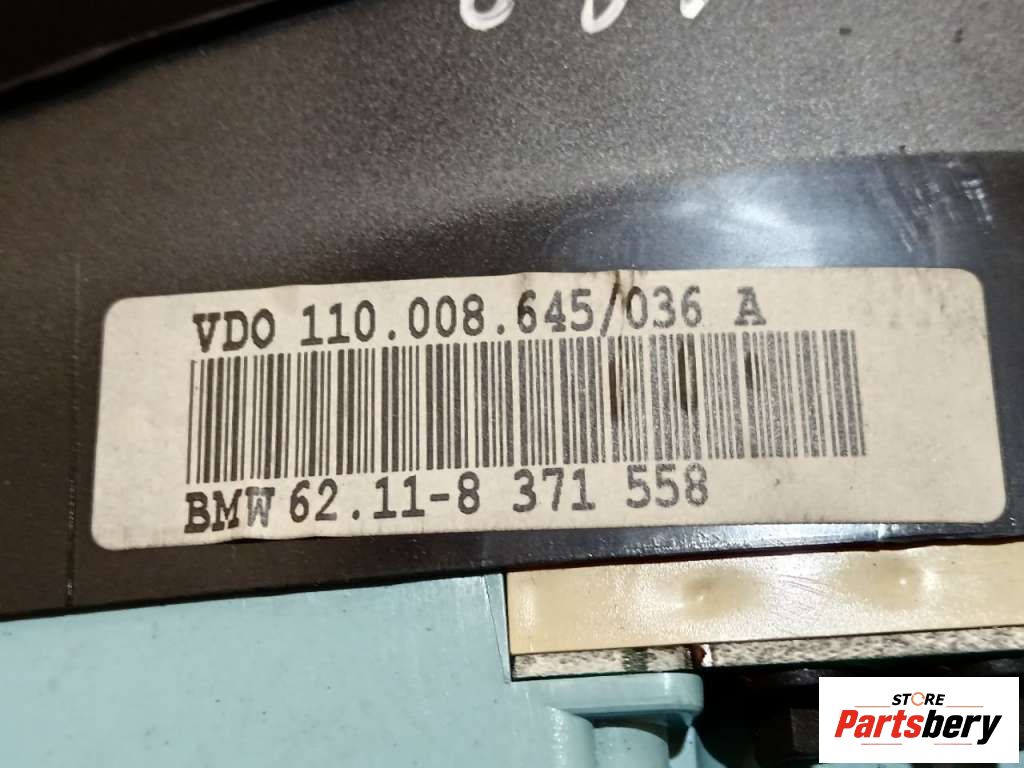 VDO 110.008.645/036 A
BMW 62.11-8 371 558
STORE
Partsbery